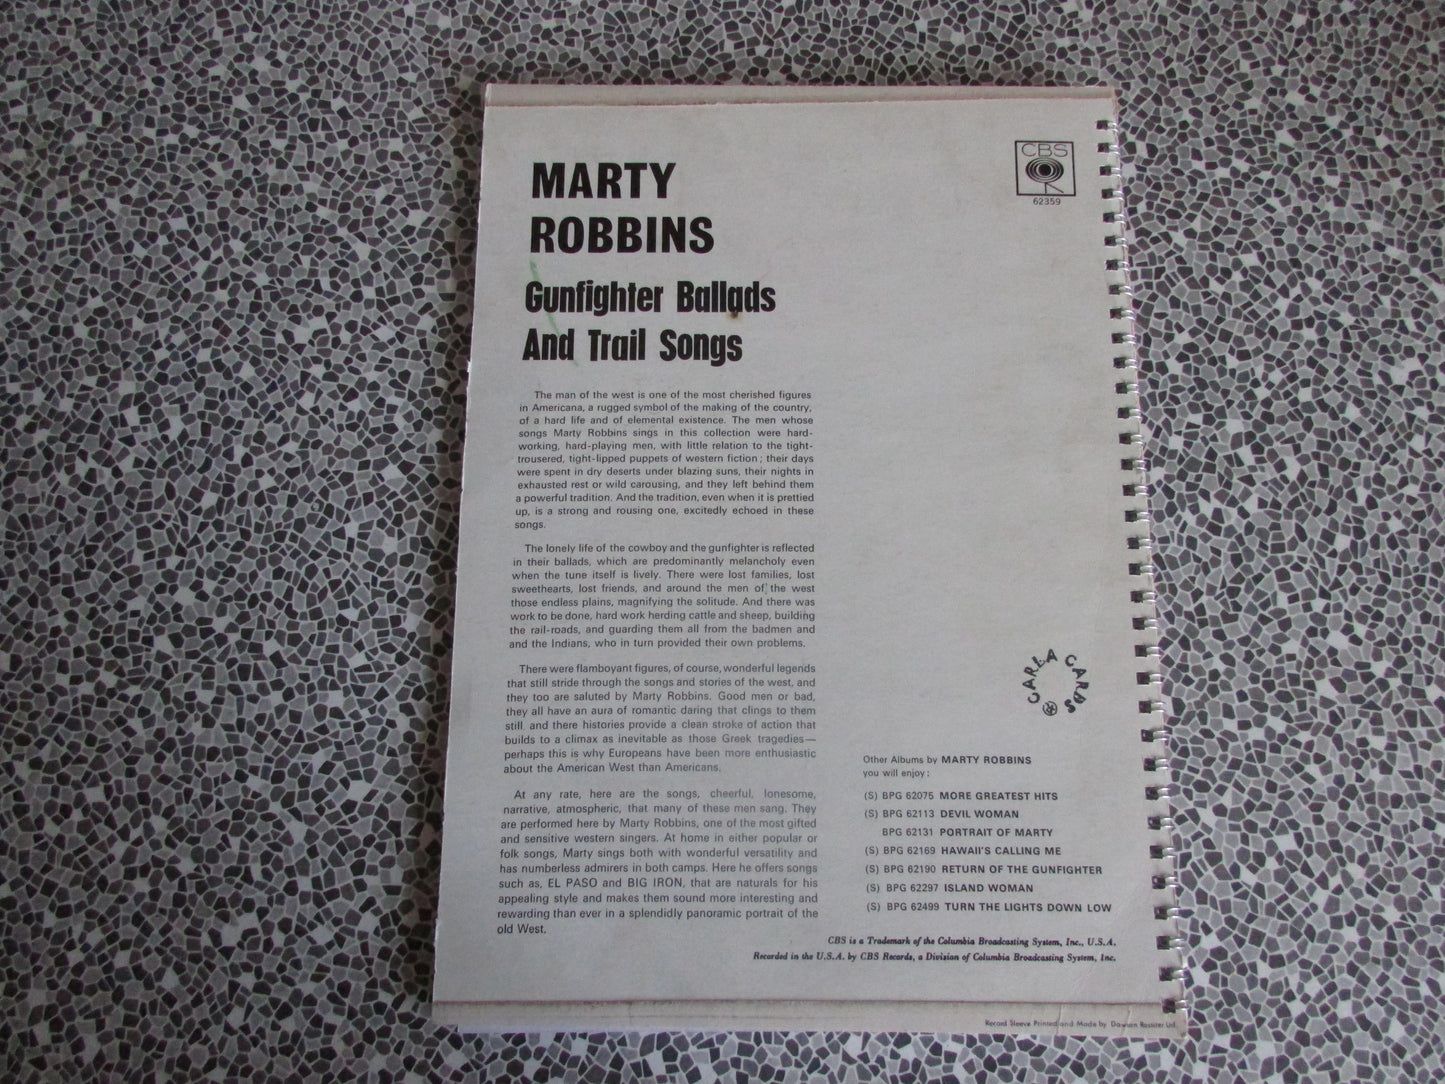 MARTY
ROBBINS
Gunfighter Ballads
And Trail Songs
CBS
62359
The man of the west is one of the most cherished figures
in Americana, a rugged symbol of the making of the country,
of a hard life and of elemental existence. The men whose
songs Marty Robbins sings in this collection were hard-
working, hard-playing men, with little relation to the tight-
trousered, tight-lipped puppets of western fiction; their days
were spent in dry deserts under blazing suns, their nights in
exhausted rest or wild carousing, and they left behind them
a powerful tradition. And the tradition, even when it is prettied
up, is a strong and rousing one, excitedly echoed in these
songs.
The lonely life of the cowboy and the gunfighter is reflected
in their ballads, which are predominantly melancholy even
when the tune itself is lively. There were lost families, lost
sweethearts, lost friends, and around the men of the west
those endless plains, magnifying the solitude. And there was
work to be done, hard work herding cattle and sheep, building
the rail-roads, and guarding them all from the badmen and
and the Indians, who in turn provided their own problems.
There were flamboyant figures, of course, wonderful legends
that still stride through the songs and stories of the west, and
they too are saluted by Marty Robbins. Good men or bad,
they all have an aura of romantic daring that clings to them
still and there histories provide a clean stroke of action that
builds to a climax as inevitable as those Greek tragedies—
perhaps this is why Europeans have been more enthusiastic
about the American West than Americans.
At any rate, here are the songs, cheerful, lonesome,
narrative, atmospheric, that many of these men sang. They
are performed here by Marty Robbins, one of the most gifted
and sensitive western singers. At home in either popular or
folk songs, Marty sings both with wonderful versatility and
has numberless admirers in both camps. Here he offers songs
such as, EL PASO and BIG IRON, that are naturals for his
appealing style and makes them sound more interesting and
rewarding than ever in a splendidly panoramic portrait of the
old West.
CARLA CARDS
Other Albums by MARTY ROBBINS
you will enjoy:
(S) BPG 62075 MORE GREATEST HITS
(S) BPG 62113 DEVIL WOMAN
BPG 62131 PORTRAIT OF MARTY
(S) BPG 62169 HAWAII'S CALLING ME
(S) BPG 62190 RETURN OF THE GUNFIGHTER
(S) BPG 62297 ISLAND WOMAN
(S) BPG 62499 TURN THE LIGHTS DOWN LOW
CBS is a Trademark of the Columbia Broadcasting System, Inc., U.S.A.
Recorded in the U.S.A. by CBS Records, a Division of Columbia Broadcasting System, Inc.
Record Sleeve Printed and Made by Dawson Rossiter Ltd